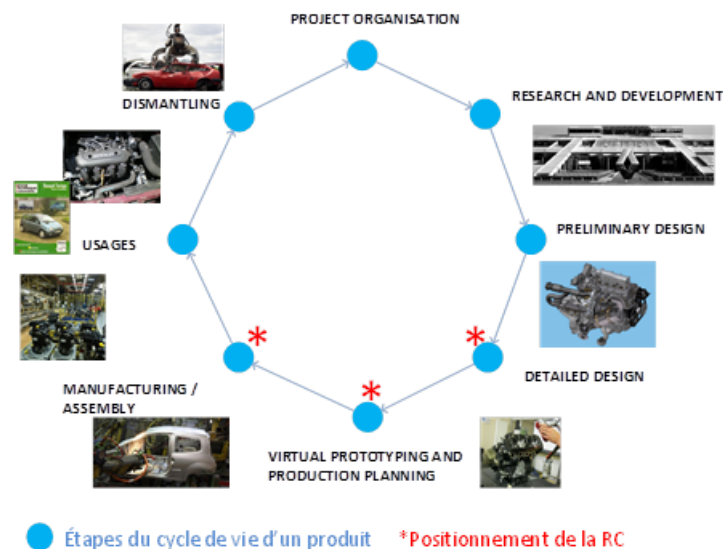 PROJECT ORGANISATION
DISMANTLING
RESEARCH AND DEVELOPMENT
PRELIMINARY DESIGN
USAGES
DETAILED DESIGN
MANUFACTURING /
ASSEMBLY
VIRTUAL PROTOTYPING AND
PRODUCTION PLANNING
* * *
Étapes du cycle de vie d'un produit
*Positionnement de la RC